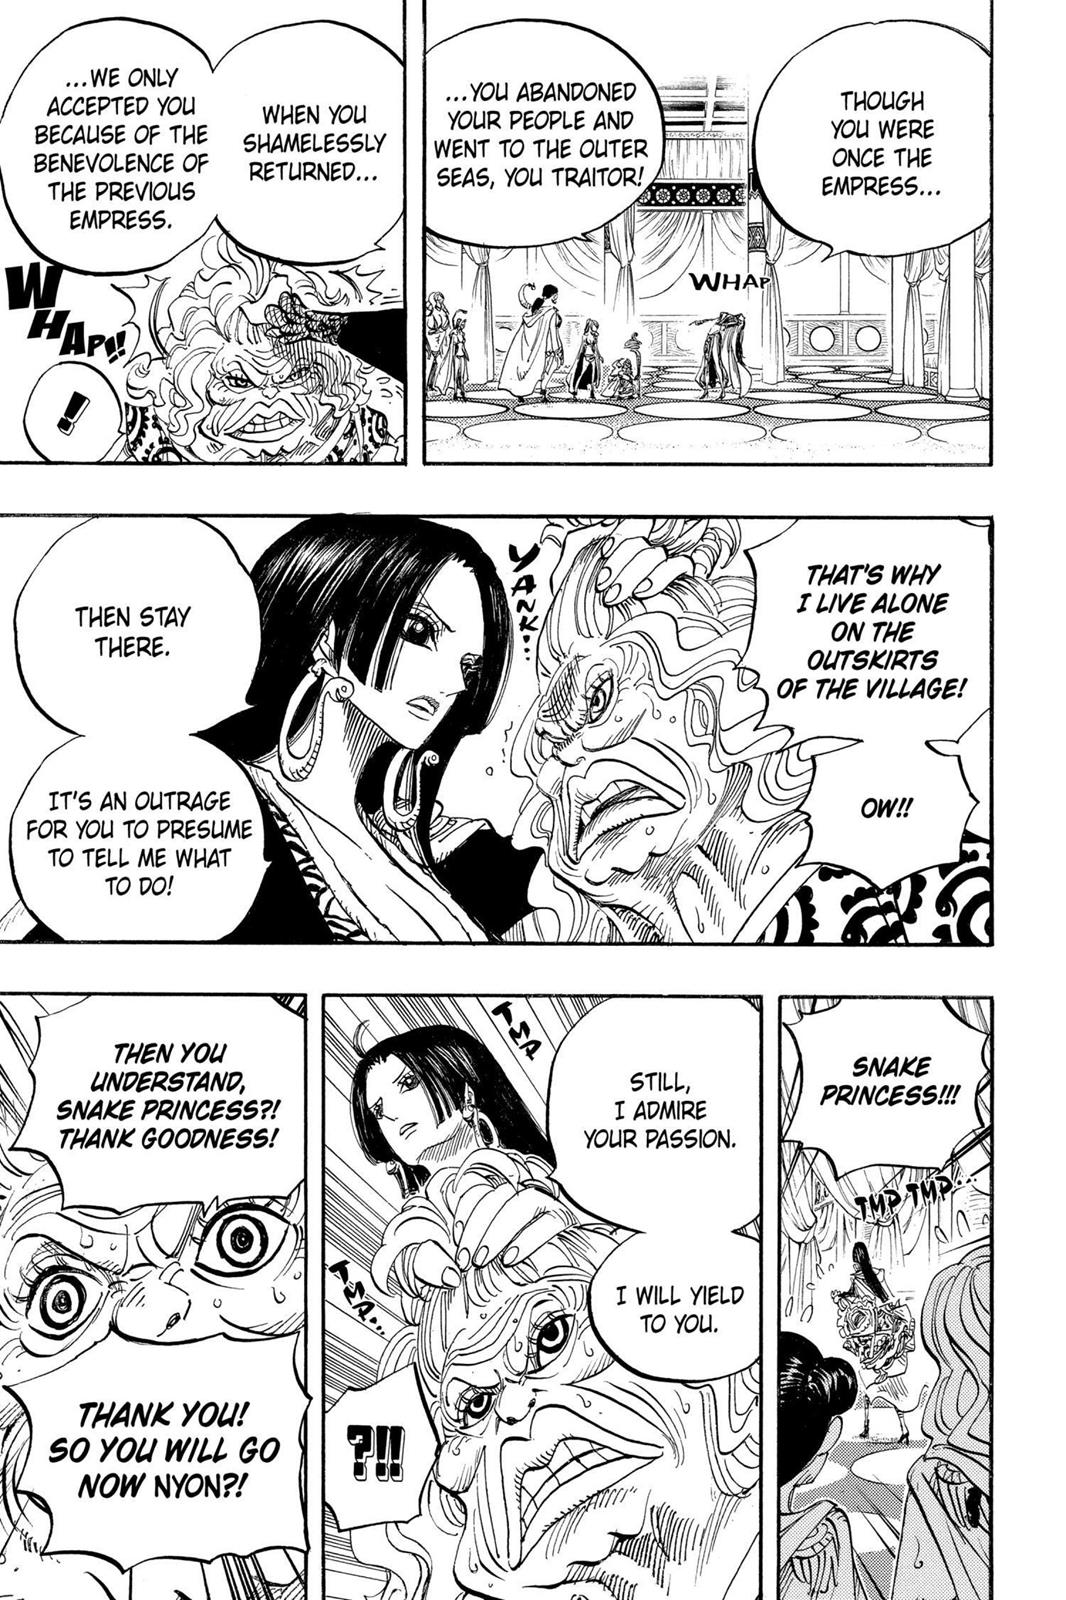 THOUGH
YOU WERE
ONCE THE
EMPRESS...
...YOU ABANDONED
YOUR PEOPLE AND
WENT TO THE OUTER
SEAS, YOU TRAITOR!
WHAP
WHEN YOU
SHAMELESSLY
RETURNED...
...WE ONLY
ACCEPTED YOU
BECAUSE OF THE
BENEVOLENCE OF
THE PREVIOUS
EMPRESS.
WHAP!!
!
THAT'S WHY
I LIVE ALONE
ON THE
OUTSKIRTS
OF THE VILLAGE!
OW!!
YANK...
THEN STAY
THERE.
IT'S AN OUTRAGE
FOR YOU TO PRESUME
TO TELL ME WHAT
TO DO!
SNAKE
PRINCESS!!!
TMP TMP...
STILL,
I ADMIRE
YOUR PASSION.
TMP
I WILL YIELD
TO YOU.
TMP...
?!!
THEN YOU
UNDERSTAND,
SNAKE PRINCESS?!
THANK GOODNESS!
THANK YOU!
SO YOU WILL GO
NOW NYON?!